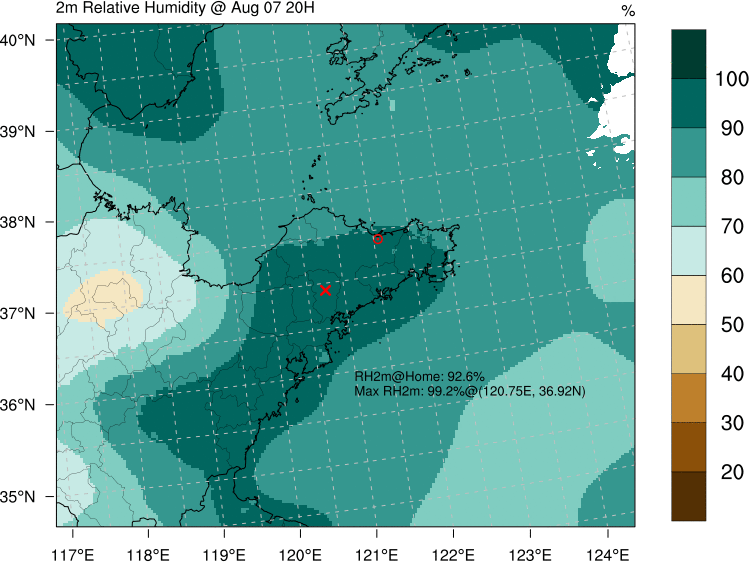 2m Relative Humidity @ Aug 07 20H
%
40°N
39°N
38°N
37°N
36°N
35°N
100
90
80
70
60
50
40
30
20
RH2m@Home: 92.6%
Max RH2m: 99.2%@(120.75E, 36.92N)
117°E 118°E 119°E 120°E 121°E 122°E 123°E 124°E